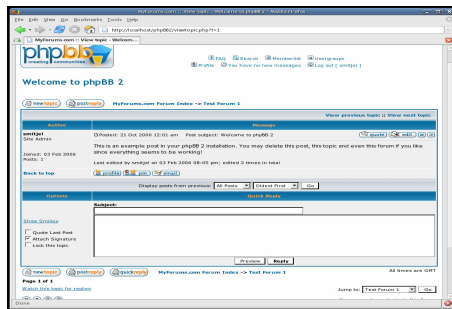 MyForums.com :: View topic - Welcome to phpBB 2 - Mozilla Firefox
File Edit View Go Bookmarks Tools Help
http://localhost/phpBB2/viewtopic.php?t=1
MyForums.com :: View topic - Welcom...
phpbb
creating communities
FAQ Search Memberlist Usergroups
Profile You have no new messages Log out [ smitjel ]
Welcome to phpBB 2
newtopic postreply MyForums.com Forum Index -> Test Forum 1
View previous topic :: View next topic
Author Message
smitjel
Site Admin
Joined: 03 Feb 2006
Posts: 1
Posted: 21 Oct 2000 12:01 am Post subject: Welcome to phpBB 2
quote edit
This is an example post in your phpBB 2 installation. You may delete this post, this topic and even this forum if you like
since everything seems to be working!
Last edited by smitjel on 03 Feb 2006 08:05 pm; edited 2 times in total
Back to top profile pm email
Display posts from previous: All Posts Oldest First Go
Options Quick Reply
Subject:
Show Smilies
Quote Last Post
Attach Signature
Lock this topic
Preview Reply
newtopic postreply quickreply MyForums.com Forum Index -> Test Forum 1
All times are GMT
Page 1 of 1
Watch this topic for replies
Jump to: Test Forum 1 Go
Done